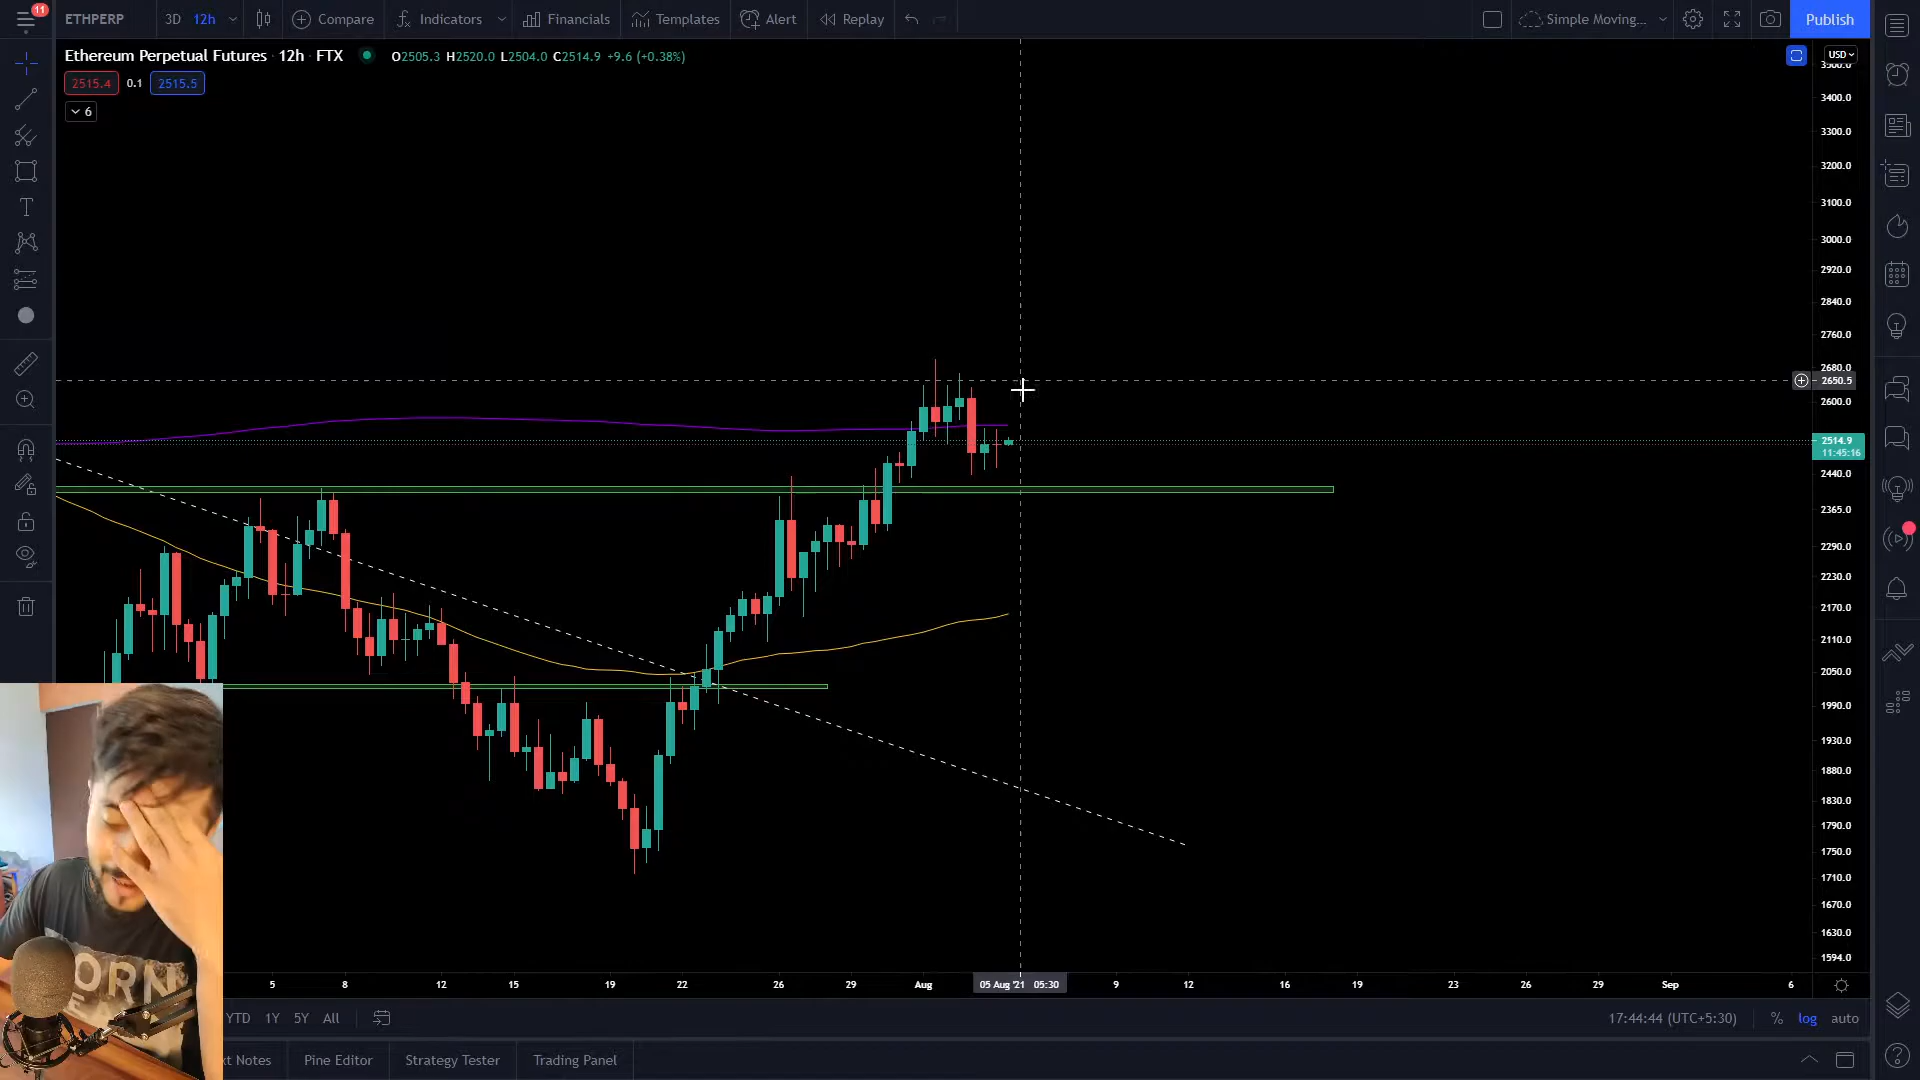 11
ETHPERP
3D 12h
Compare
Indicators
Financials
Templates
Alert
Replay
Simple Moving...
Publish
Ethereum Perpetual Futures · 12h · FTX
O2505.3 H2520.0 L2504.0 C2514.9 +9.6 (+0.38%)
USD
2515.4 0.1 2515.5
6
3400.0
3300.0
3200.0
3100.0
3000.0
2920.0
2840.0
2760.0
2680.0
2650.5
2600.0
2514.9
11:45:16
2440.0
2365.0
2290.0
2230.0
2170.0
2110.0
2050.0
1990.0
1930.0
1880.0
1830.0
1790.0
1750.0
1710.0
1670.0
1630.0
1594.0
ORN
5 8 12 15 19 22 26 29 Aug 05 Aug '21 05:30 9 12 16 19 23 26 29 Sep 6
YTD 1Y 5Y All
17:44:44 (UTC+5:30) % log auto
Notes
Pine Editor
Strategy Tester
Trading Panel